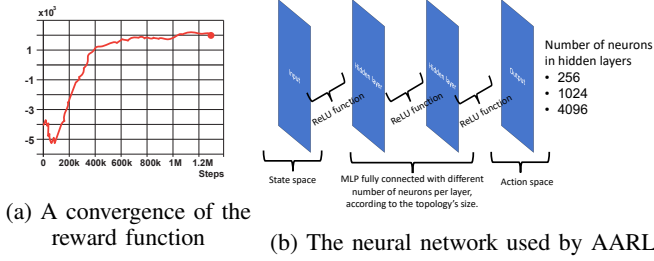 ×10³
1
-1
-3
-5
0 200k 400k 600k 800k 1M 1.2M
Steps
(a) A convergence of the
reward function
Input
Hidden layer
Hidden layer
Output
ReLU function
ReLU function
ReLU function
Number of neurons
in hidden layers
• 256
• 1024
• 4096
State space
MLP fully connected with different
number of neurons per layer,
according to the topology's size.
Action space
(b) The neural network used by AARL